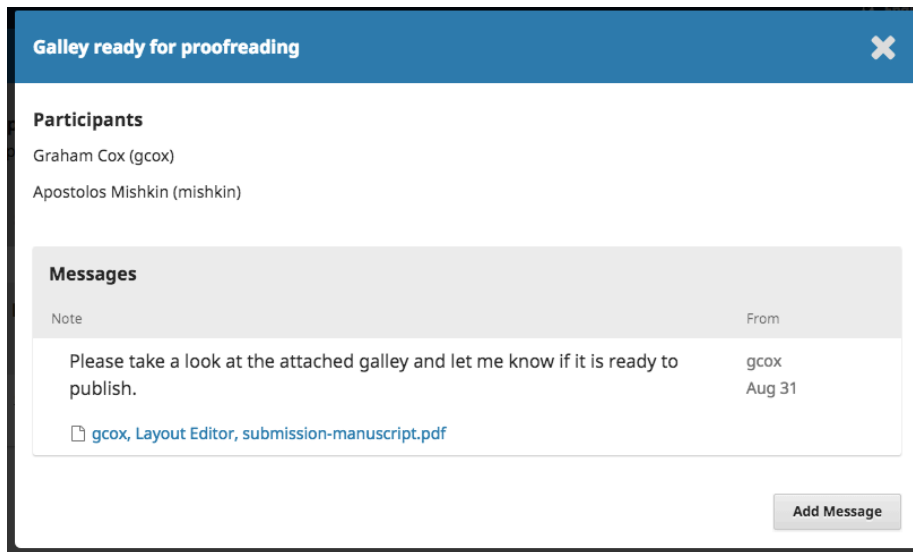 Galley ready for proofreading
Participants
Graham Cox (gcox)
Apostolos Mishkin (mishkin)
Messages
Note
From
Please take a look at the attached galley and let me know if it is ready to
publish.
gcox
Aug 31
gcox, Layout Editor, submission-manuscript.pdf
Add Message